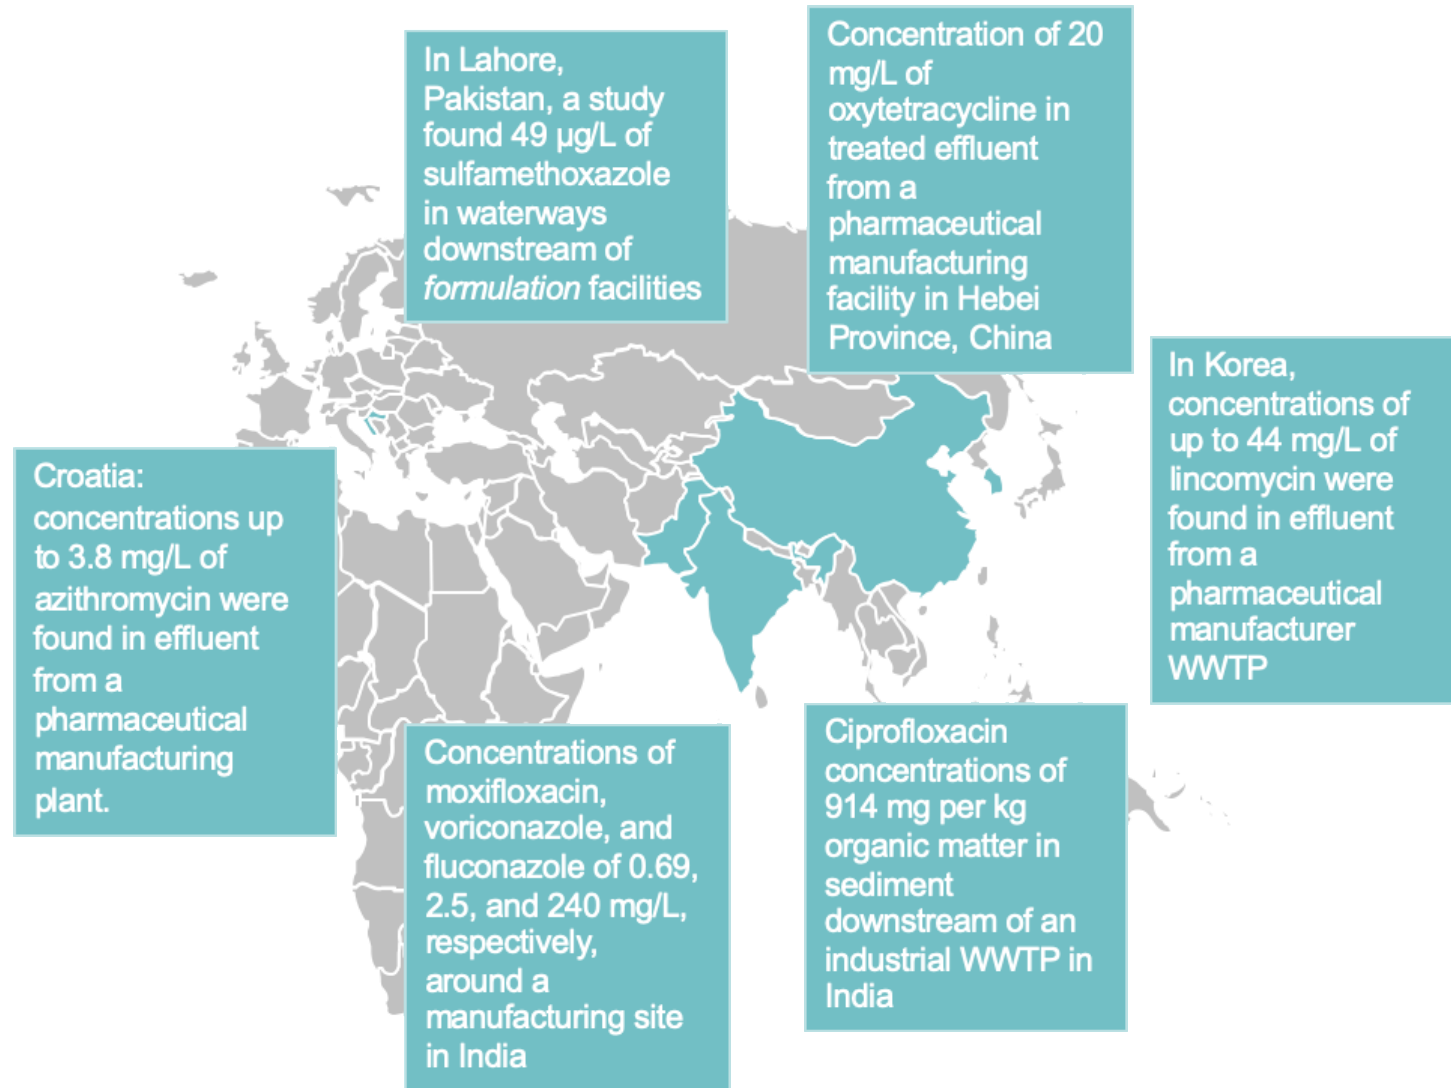 In Lahore,
Pakistan, a study
found 49 µg/L of
sulfamethoxazole
in waterways
downstream of
formulation facilities
Concentration of 20
mg/L of
oxytetracycline in
treated effluent
from a
pharmaceutical
manufacturing
facility in Hebei
Province, China
In Korea,
concentrations of
up to 44 mg/L of
lincomycin were
found in effluent
from a
pharmaceutical
manufacturer
WWTP
Croatia:
concentrations up
to 3.8 mg/L of
azithromycin were
found in effluent
from a
pharmaceutical
manufacturing
plant.
Concentrations of
moxifloxacin,
voriconazole, and
fluconazole of 0.69,
2.5, and 240 mg/L,
respectively,
around a
manufacturing site
in India
Ciprofloxacin
concentrations of
914 mg per kg
organic matter in
sediment
downstream of an
industrial WWTP in
India